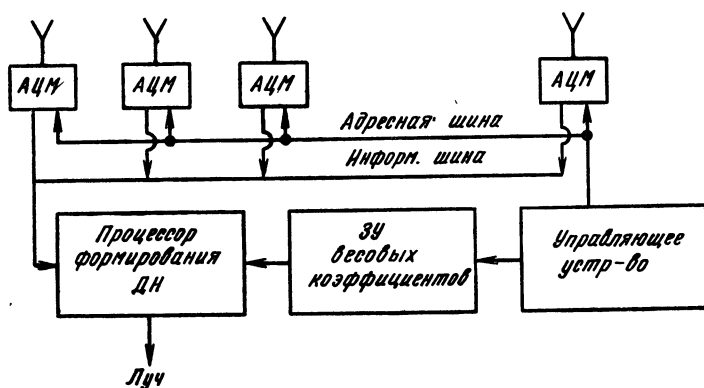 АЦМ
АЦМ
АЦМ
АЦМ
Адресная шина
Информ. шина
Процессор
формирования
ДН
ЗУ
весовых
коэффициентов
Управляющее
устр-во
Луч